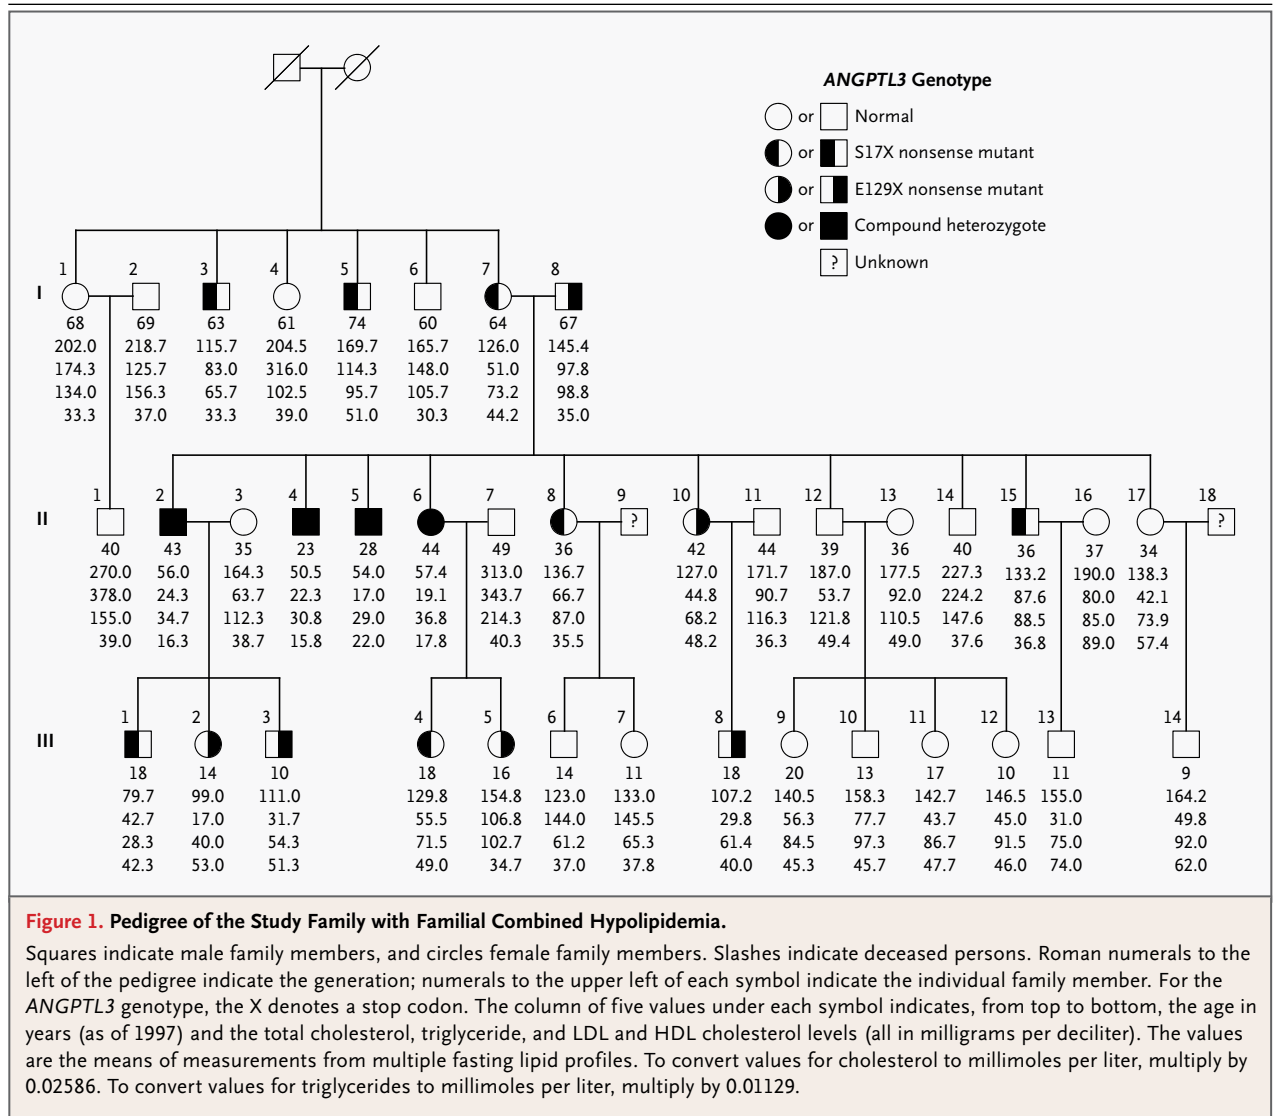 ANGPTL3 Genotype
or Normal
or S17X nonsense mutant
or E129X nonsense mutant
or Compound heterozygote
? Unknown
1 2 3 4 5 6 7 8
I
68 69 63 61 74 60 64 67
202.0 218.7 115.7 204.5 169.7 165.7 126.0 145.4
174.3 125.7 83.0 316.0 114.3 148.0 51.0 97.8
134.0 156.3 65.7 102.5 95.7 105.7 73.2 98.8
33.3 37.0 33.3 39.0 51.0 30.3 44.2 35.0
1 2 3 4 5 6 7 8 9 10 11 12 13 14 15 16 17 18
II ? ?
40 43 35 23 28 44 49 36 42 44 39 36 40 36 37 34
270.0 56.0 164.3 50.5 54.0 57.4 313.0 136.7 127.0 171.7 187.0 177.5 227.3 133.2 190.0 138.3
378.0 24.3 63.7 22.3 17.0 19.1 343.7 66.7 44.8 90.7 53.7 92.0 224.2 87.6 80.0 42.1
155.0 34.7 112.3 30.8 29.0 36.8 214.3 87.0 68.2 116.3 121.8 110.5 147.6 88.5 85.0 73.9
39.0 16.3 38.7 15.8 22.0 17.8 40.3 35.5 48.2 36.3 49.4 49.0 37.6 36.8 89.0 57.4
1 2 3 4 5 6 7 8 9 10 11 12 13 14
III
18 14 10 18 16 14 11 18 20 13 17 10 11 9
79.7 99.0 111.0 129.8 154.8 123.0 133.0 107.2 140.5 158.3 142.7 146.5 155.0 164.2
42.7 17.0 31.7 55.5 106.8 144.0 145.5 29.8 56.3 77.7 43.7 45.0 31.0 49.8
28.3 40.0 54.3 71.5 102.7 61.2 65.3 61.4 84.5 97.3 86.7 91.5 75.0 92.0
42.3 53.0 51.3 49.0 34.7 37.0 37.8 40.0 45.3 45.7 47.7 46.0 74.0 62.0
Figure 1. Pedigree of the Study Family with Familial Combined Hypolipidemia.
Squares indicate male family members, and circles female family members. Slashes indicate deceased persons. Roman numerals to the
left of the pedigree indicate the generation; numerals to the upper left of each symbol indicate the individual family member. For the
ANGPTL3 genotype, the X denotes a stop codon. The column of five values under each symbol indicates, from top to bottom, the age in
years (as of 1997) and the total cholesterol, triglyceride, and LDL and HDL cholesterol levels (all in milligrams per deciliter). The values
are the means of measurements from multiple fasting lipid profiles. To convert values for cholesterol to millimoles per liter, multiply by
0.02586. To convert values for triglycerides to millimoles per liter, multiply by 0.01129.